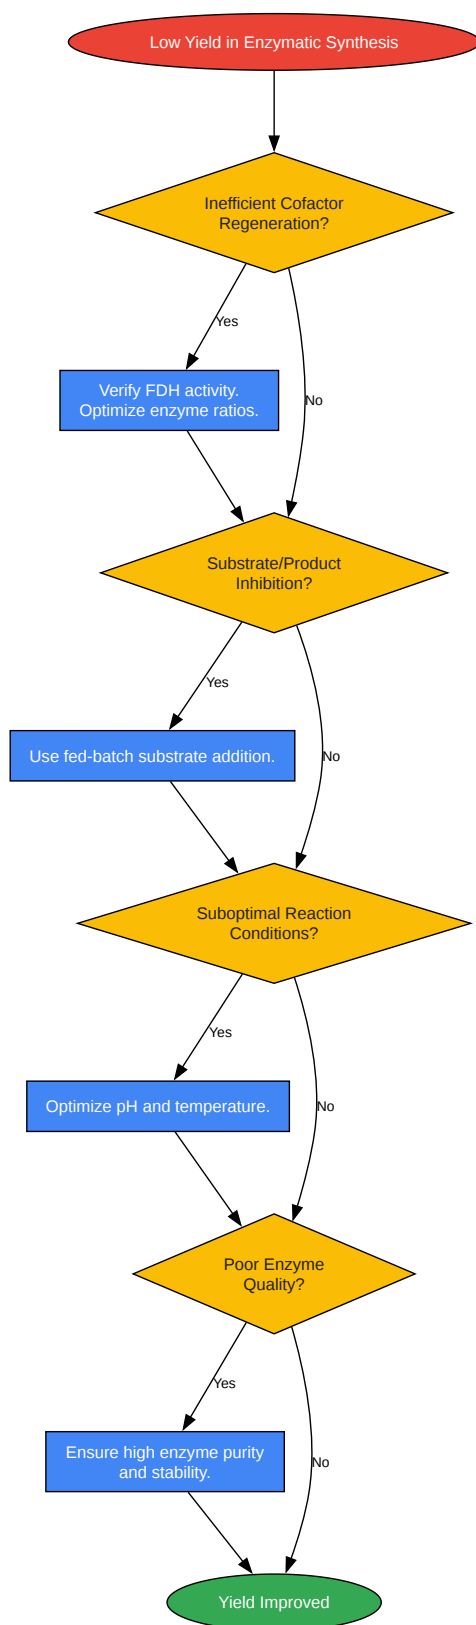 Low Yield in Enzymatic Synthesis
Inefficient Cofactor
Regeneration?
Yes
Verify FDH activity.
Optimize enzyme ratios.
No
Substrate/Product
Inhibition?
Yes
Use fed-batch substrate addition.
No
Suboptimal Reaction
Conditions?
Yes
Optimize pH and temperature.
No
Poor Enzyme
Quality?
Yes
Ensure high enzyme purity
and stability.
No
Yield Improved